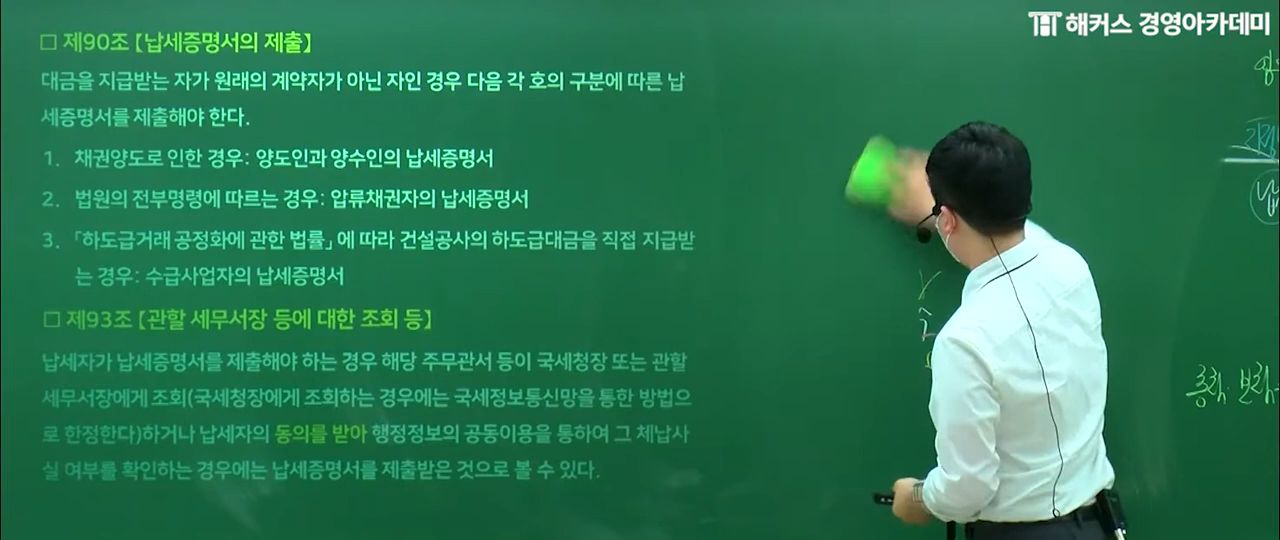 해커스 경영아카데미
□ 제90조 【납세증명서의 제출】
대금을 지급받는 자가 원래의 계약자가 아닌 자인 경우 다음 각 호의 구분에 따른 납
세증명서를 제출해야 한다.
1. 채권양도로 인한 경우: 양도인과 양수인의 납세증명서
2. 법원의 전부명령에 따르는 경우: 압류채권자의 납세증명서
3. 「하도급거래 공정화에 관한 법률」에 따라 건설공사의 하도급대금을 직접 지급받
는 경우: 수급사업자의 납세증명서
□ 제93조 【관할 세무서장 등에 대한 조회 등】
납세자가 납세증명서를 제출해야 하는 경우 해당 주무관서 등이 국세청장 또는 관할
세무서장에게 조회(국세청장에게 조회하는 경우에는 국세정보통신망을 통한 방법으
로 한정한다)하거나 납세자의 동의를 받아 행정정보의 공동이용을 통하여 그 체납사
실 여부를 확인하는 경우에는 납세증명서를 제출받은 것으로 볼 수 있다.